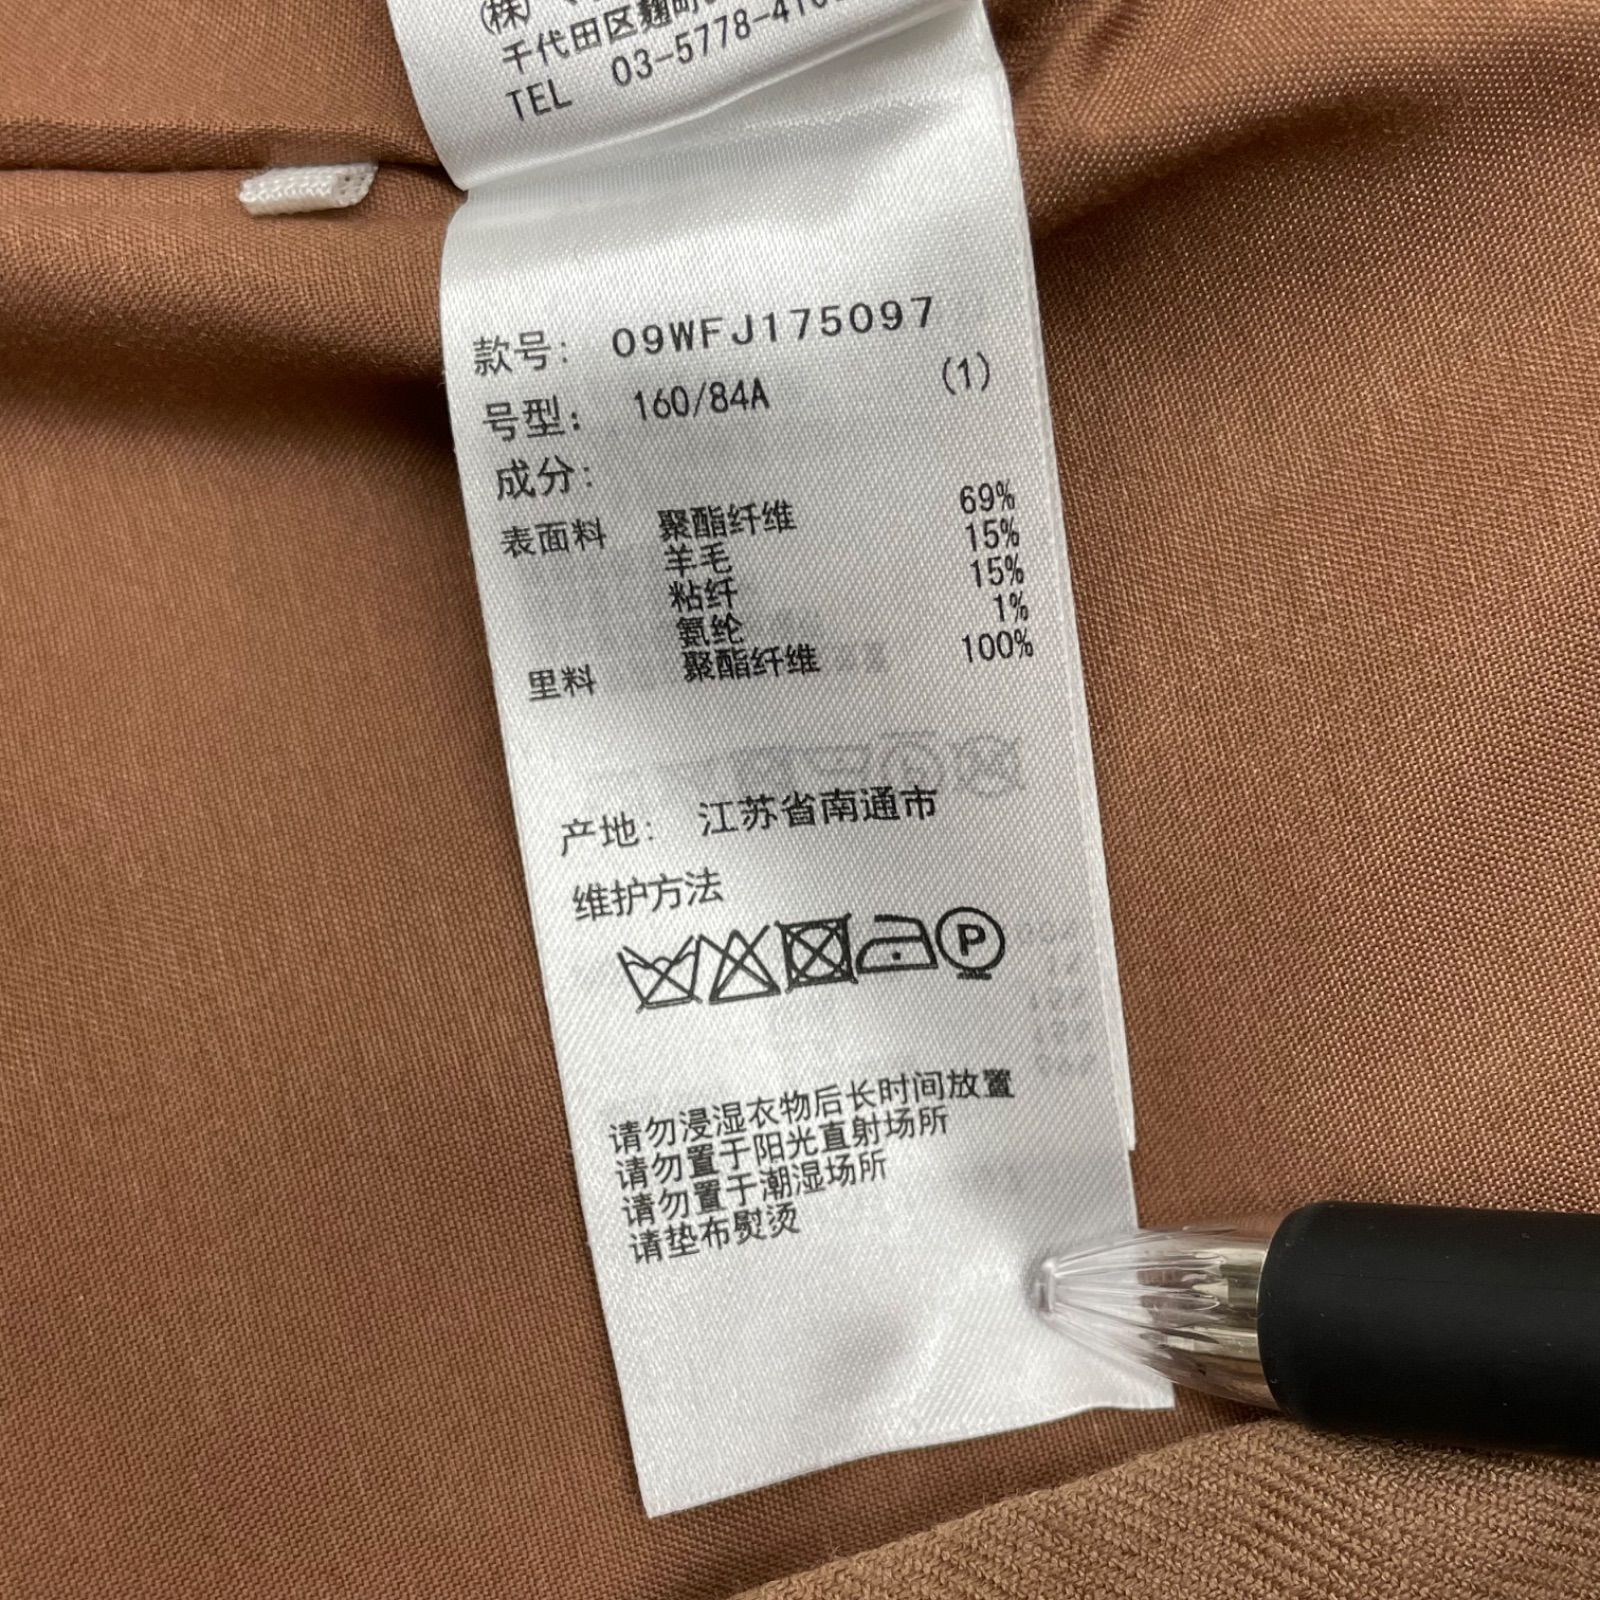 (株)
千代田区麹町
TEL 03-5778-41
款号: 09WFJ175097
号型: 160/84A (1)
成分:
表面料 聚酯纤维 69%
羊毛 15%
粘纤 15%
氨纶 1%
里料 聚酯纤维 100%
产地: 江苏省南通市
维护方法
P
请勿浸湿衣物后长时间放置
请勿置于阳光直射场所
请勿置于潮湿场所
请垫布熨烫